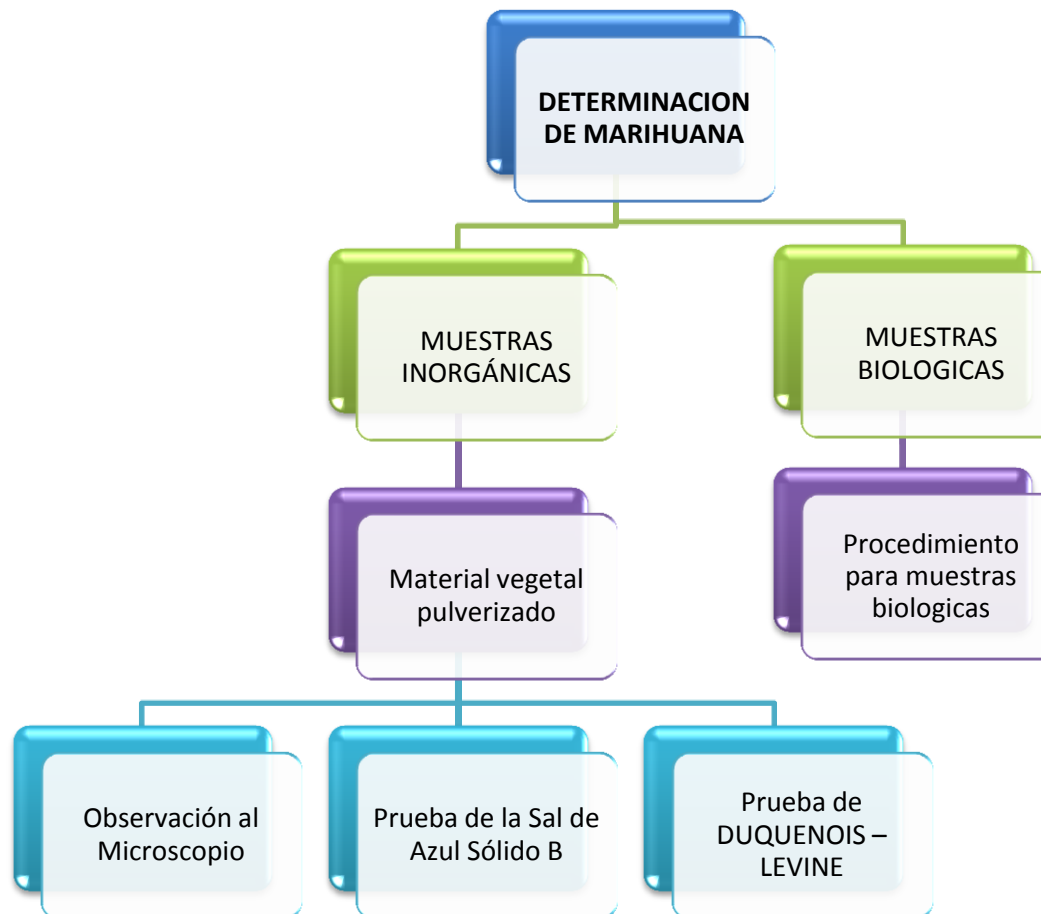 DETERMINACION
DE MARIHUANA
MUESTRAS
INORGÁNICAS
MUESTRAS
BIOLOGICAS
Material vegetal
pulverizado
Procedimiento
para muestras
biologicas
Observación al
Microscopio
Prueba de la Sal de
Azul Sólido B
Prueba de
DUQUENOIS –
LEVINE